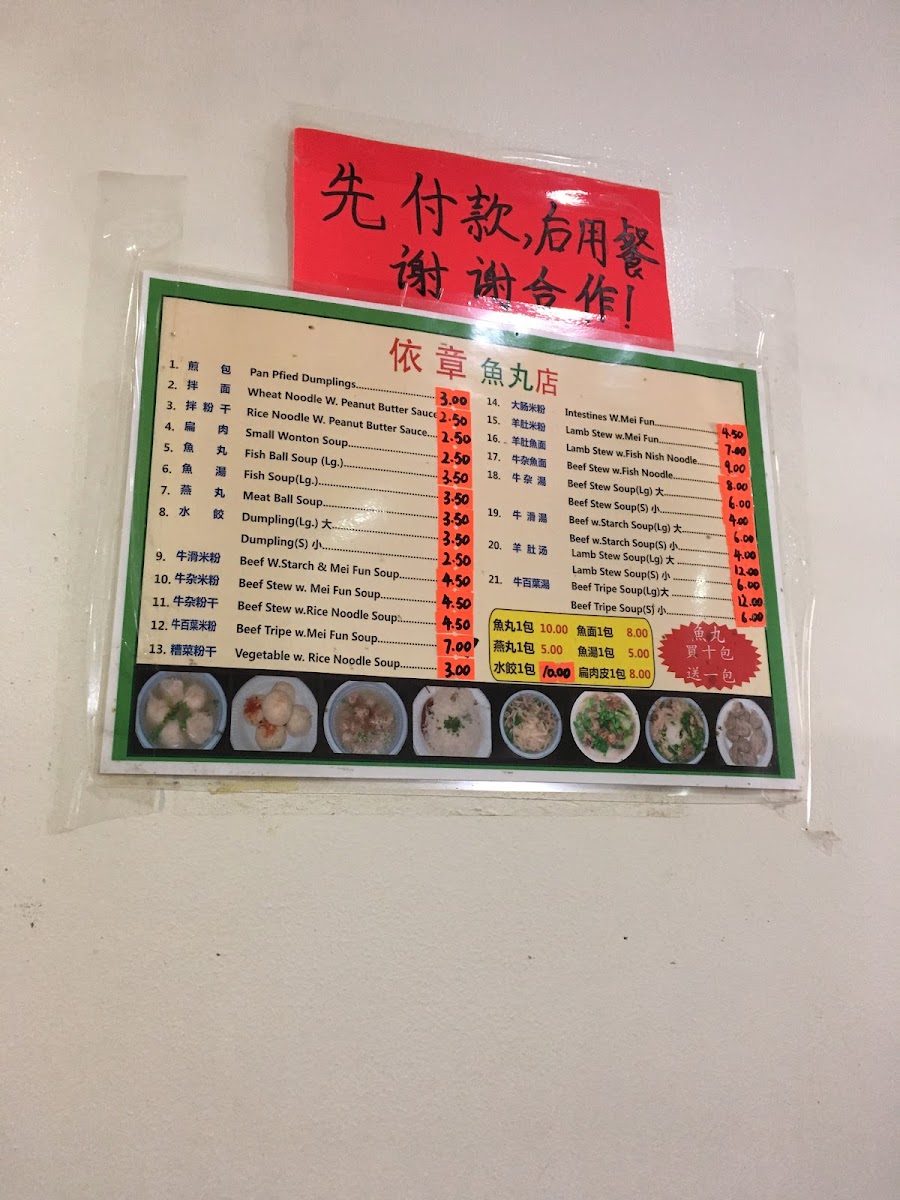 先付款,后用餐
谢谢合作!
依章魚丸店
1. 煎包 Pan Pfied Dumplings 3.00
2. 拌面 Wheat Noodle W. Peanut Butter Sauce 2.50
3. 拌粉干 Rice Noodle W. Peanut Butter Sauce 2.50
4. 扁肉 Small Wonton Soup 2.50
5. 魚丸 Fish Ball Soup (Lg.) 3.50
6. 魚湯 Fish Soup(Lg.) 3.50
7. 燕丸 Meat Ball Soup 3.50
8. 水餃 Dumpling(Lg.) 大 3.50
Dumpling(S) 小 2.50
9. 牛滑米粉 Beef W.Starch & Mei Fun Soup 4.50
10. 牛杂米粉 Beef Stew w. Mei Fun Soup 4.50
11. 牛杂粉干 Beef Stew w.Rice Noodle Soup 4.50
12. 牛百葉米粉 Beef Tripe w.Mei Fun Soup 7.00
13. 糟菜粉干 Vegetable w. Rice Noodle Soup 3.00
14. 大肠米粉 Intestines W.Mei Fun 4.50
15. 羊肚米粉 Lamb Stew w.Mei Fun 7.00
16. 羊肚魚面 Lamb Stew w.Fish Nish Noodle 9.00
17. 牛杂魚面 Beef Stew w.Fish Noodle 8.00
18. 牛杂湯 Beef Stew Soup(Lg) 大 6.00
Beef Stew Soup(S) 小 4.00
19. 牛滑湯 Beef w.Starch Soup(Lg) 大 6.00
Beef w.Starch Soup(S) 小 4.00
20. 羊肚汤 Lamb Stew Soup(Lg) 大 12.00
Lamb Stew Soup(S) 小 6.00
21. 牛百葉湯 Beef Tripe Soup(Lg)大 12.00
Beef Tripe Soup(S) 小 6.00
魚丸1包 10.00 魚面1包 8.00
燕丸1包 5.00 魚湯1包 5.00
水餃1包 10.00 扁肉皮1包 8.00
魚丸
買十包
送一包